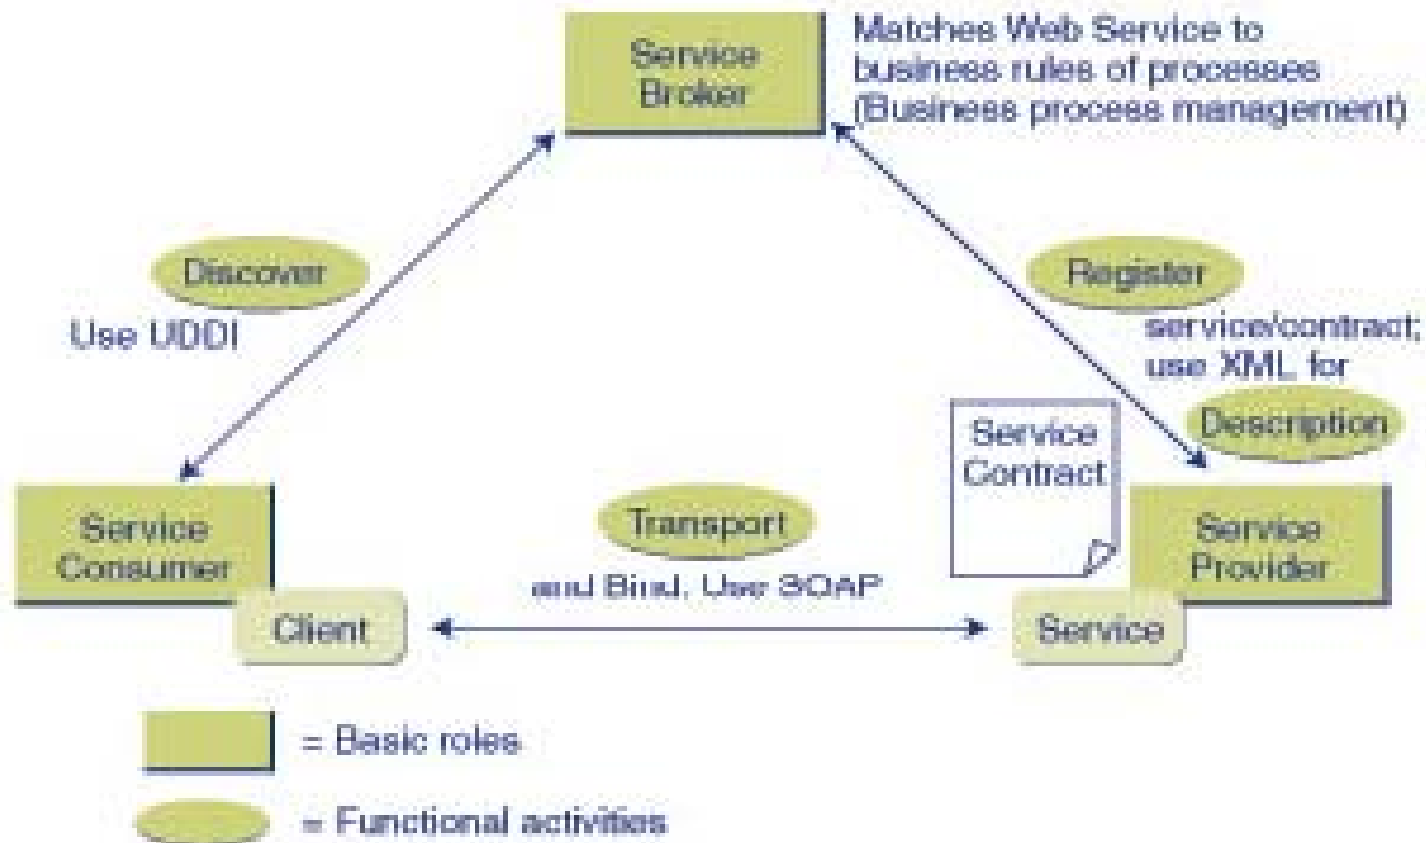 Service
Broker
Matches Web Service to
business rules of processes
(Business process management)
Discover
Use UDDI
Register
service/contract;
use XML for
Description
Service
Contract
Service
Consumer
Client
Transport
and Bind. Use SOAP
Service
Provider
Service
= Basic roles
= Functional activities